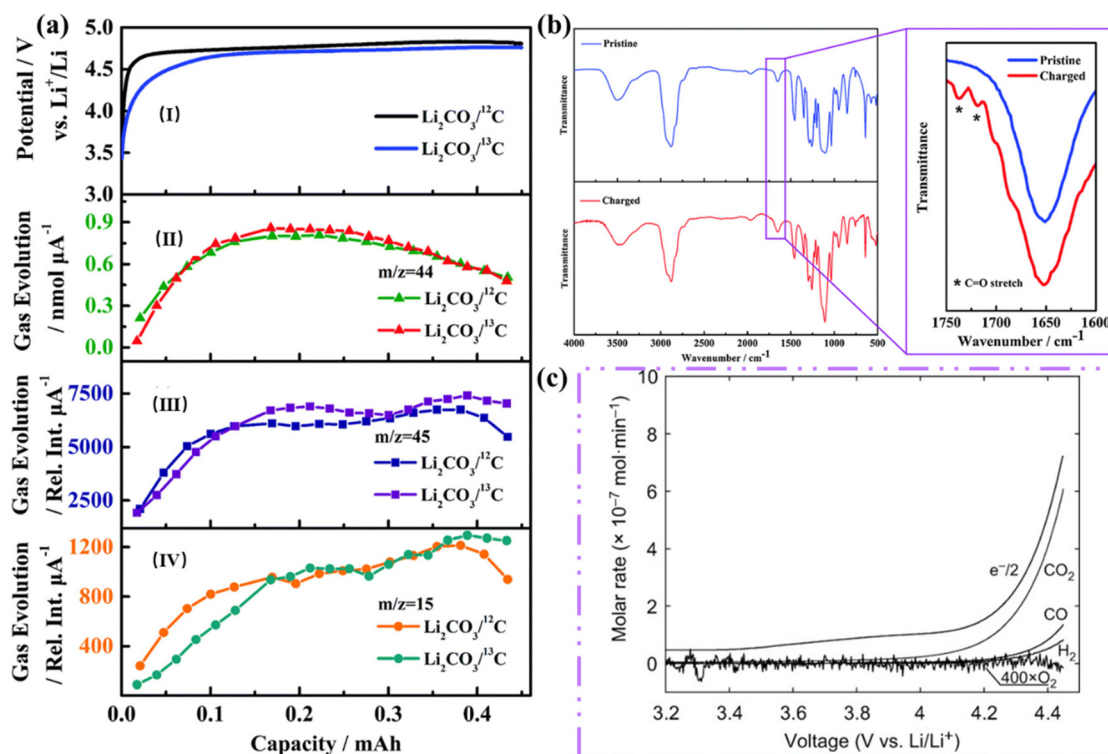 (a)
5.0
4.5
4.0
3.5
3.0
Potential / V
vs. Li⁺/Li
(I)
Li₂CO₃/¹²C
Li₂CO₃/¹³C
0.9
0.6
0.3
0.0
Gas Evolution
/ nmol μA⁻¹
(II)
m/z=44
Li₂CO₃/¹²C
Li₂CO₃/¹³C
7500
5000
2500
Gas Evolution
/ Rel. Int. μA⁻¹
(III)
m/z=45
Li₂CO₃/¹²C
Li₂CO₃/¹³C
1200
800
400
Gas Evolution
/ Rel. Int. μA⁻¹
(IV)
m/z=15
Li₂CO₃/¹²C
Li₂CO₃/¹³C
0.0 0.1 0.2 0.3 0.4
Capacity / mAh
(b)
Pristine
Transmittance
Charged
Transmittance
4000 3500 3000 2500 2000 1500 1000 500
Wavenumber / cm⁻¹
Pristine
Charged
* *
Transmittance
* C=O stretch
1750 1700 1650 1600
Wavenumber / cm⁻¹
(c)
10
8
6
4
2
0
Molar rate (× 10⁻⁷ mol·min⁻¹)
e⁻/2
CO₂
CO
H₂
400×O₂
3.2 3.4 3.6 3.8 4.0 4.2 4.4
Voltage (V vs. Li/Li⁺)